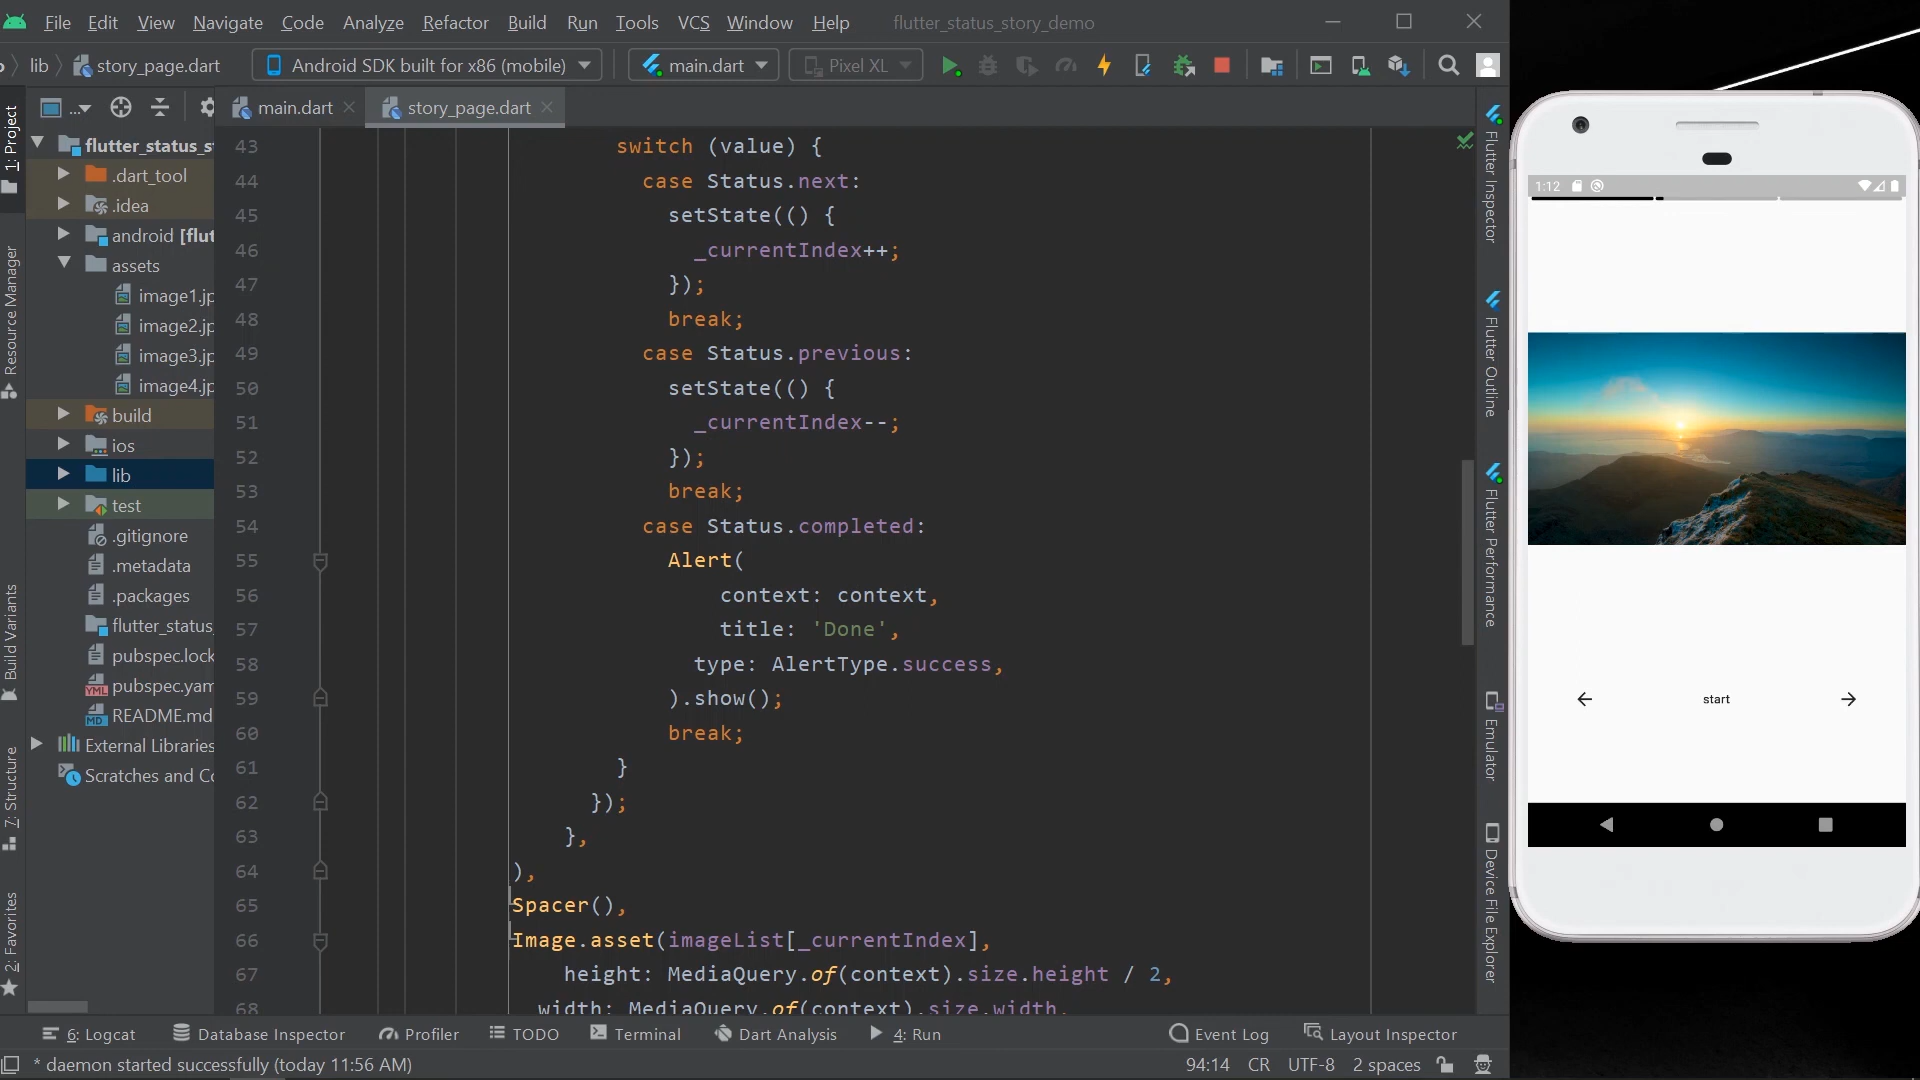 File Edit View Navigate Code Analyze Refactor Build Run Tools VCS Window Help flutter_status_story_demo
lib story_page.dart Android SDK built for x86 (mobile) main.dart Pixel XL
... main.dart story_page.dart
1: Project
Resource Manager
Build Variants
7: Structure
2: Favorites
flutter_status_s
.dart_tool
.idea
android [flut
assets
image1.jp
image2.jp
image3.jp
image4.jp
build
ios
lib
test
.gitignore
.metadata
.packages
flutter_status_
pubspec.lock
pubspec.yam
README.md
External Libraries
Scratches and Co
43 switch (value) {
44 case Status.next:
45 setState(() {
46 _currentIndex++;
47 });
48 break;
49 case Status.previous:
50 setState(() {
51 _currentIndex--;
52 });
53 break;
54 case Status.completed:
55 Alert(
56 context: context,
57 title: 'Done',
58 type: AlertType.success,
59 ).show();
60 break;
61 }
62 });
63 },
64 ),
65 Spacer(),
66 Image.asset(imageList[_currentIndex],
67 height: MediaQuery.of(context).size.height / 2,
68 width: MediaQuery.of(context).size.width,
Flutter Inspector
Flutter Outline
Flutter Performance
Emulator
Device File Explorer
1:12
start
6: Logcat Database Inspector Profiler TODO Terminal Dart Analysis 4: Run Event Log Layout Inspector
* daemon started successfully (today 11:56 AM) 94:14 CR UTF-8 2 spaces